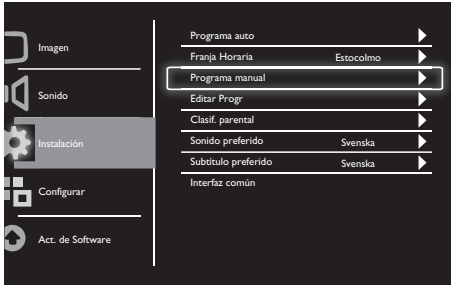 Imagen
Sonido
Instalación
Configurar
Act. de Software
Programa auto
Franja Horaria Estocolmo
Programa manual
Editar Progr
Clasif. parental
Sonido preferido Svenska
Subtítulo preferido Svenska
Interfaz común